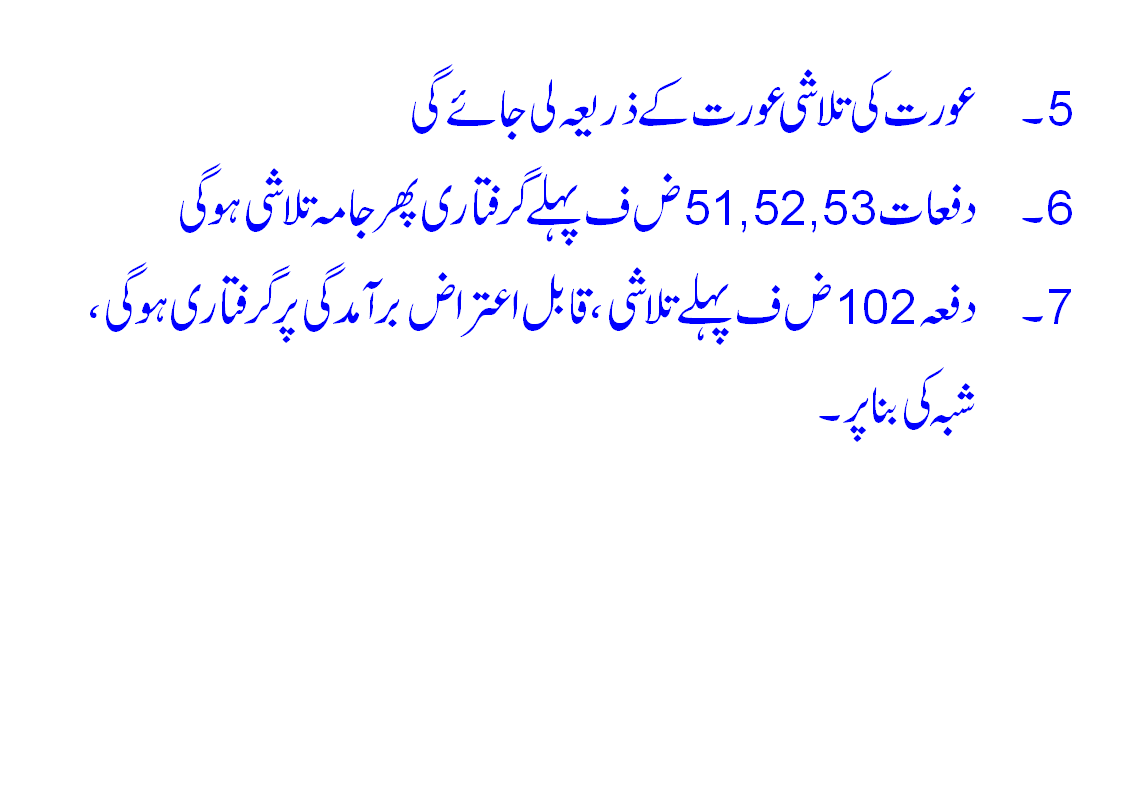 5۔ عورت کی تلاشی عورت کے ذریعہ لی جائے گی
6۔ دفعات 51,52,53 ض ف پہلے گرفتاری پھر جامہ تلاشی ہوگی
7۔ دفعہ 102 ض ف پہلے تلاشی، قابل اعتراض برآمدگی پر گرفتاری ہوگی،
شبہ کی بنا پر۔